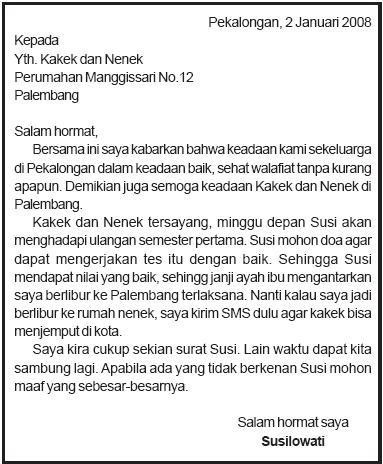 Pekalongan, 2 Januari 2008
Kepada
Yth. Kakek dan Nenek
Perumahan Manggissari No.12
Palembang
Salam hormat,
Bersama ini saya kabarkan bahwa keadaan kami sekeluarga
di Pekalongan dalam keadaan baik, sehat walafiat tanpa kurang
apapun. Demikian juga semoga keadaan Kakek dan Nenek di
Palembang.
Kakek dan Nenek tersayang, minggu depan Susi akan
menghadapi ulangan semester pertama. Susi mohon doa agar
dapat mengerjakan tes itu dengan baik. Sehingga Susi
mendapat nilai yang baik, sehingg janji ayah ibu mengantarkan
saya berlibur ke Palembang terlaksana. Nanti kalau saya jadi
berlibur ke rumah nenek, saya kirim SMS dulu agar kakek bisa
menjemput di kota.
Saya kira cukup sekian surat Susi. Lain waktu dapat kita
sambung lagi. Apabila ada yang tidak berkenan Susi mohon
maaf yang sebesar-besarnya.
Salam hormat saya
Susilowati